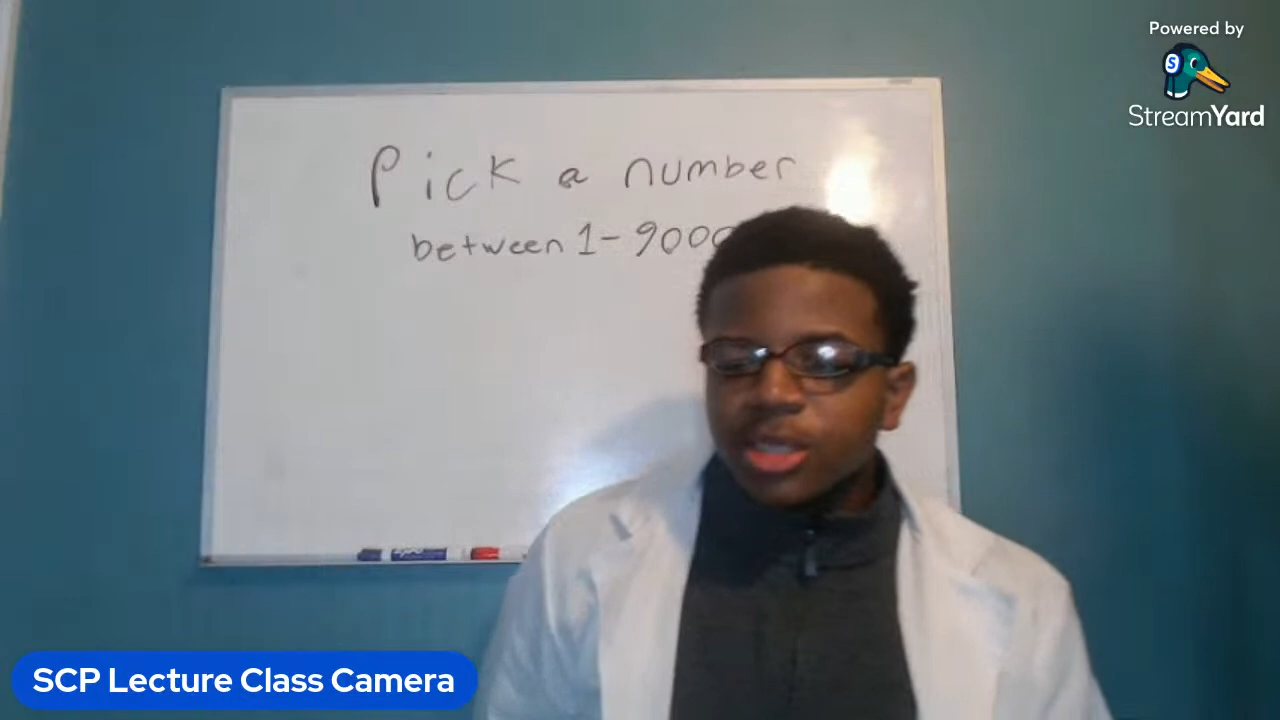 Powered by
StreamYard
Pick a number
between 1-9000
SCP Lecture Class Camera